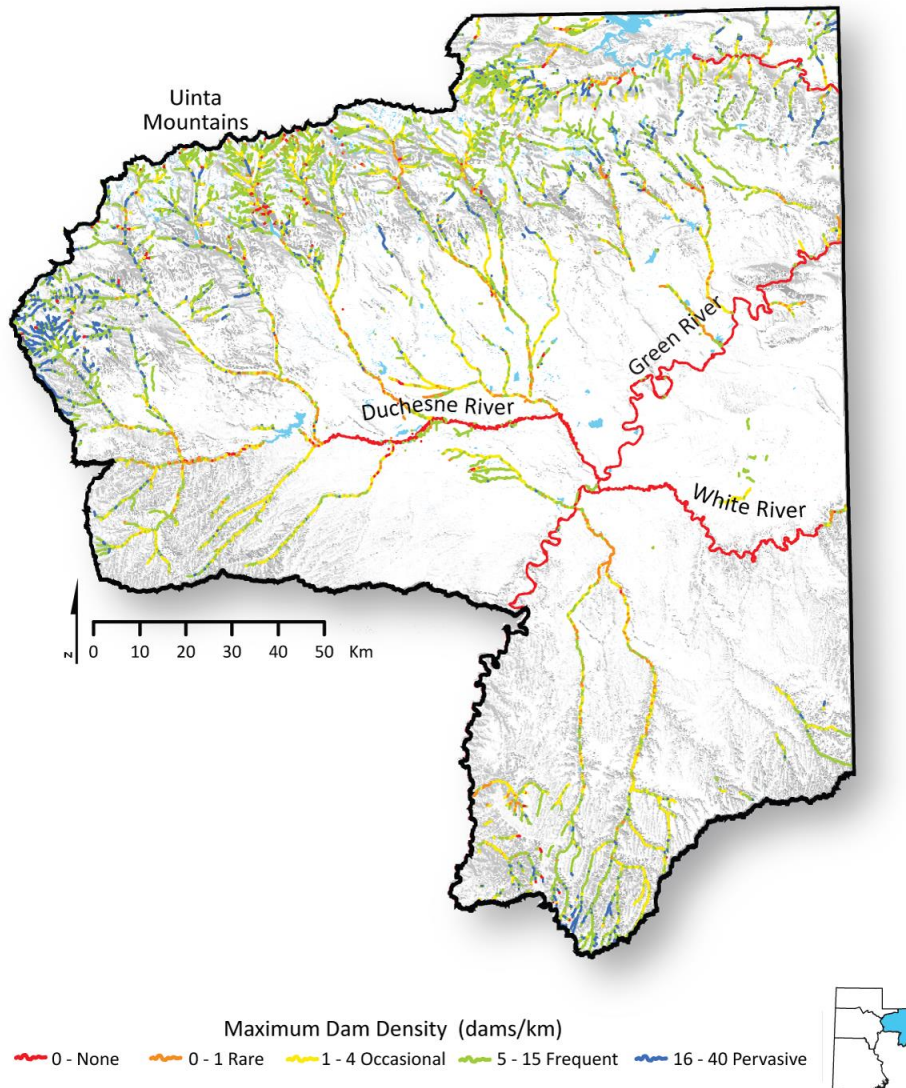 Uinta
Mountains
Green River
Duchesne River
White River
N
0 10 20 30 40 50 Km
Maximum Dam Density (dams/km)
0 - None 0 - 1 Rare 1 - 4 Occasional 5 - 15 Frequent 16 - 40 Pervasive